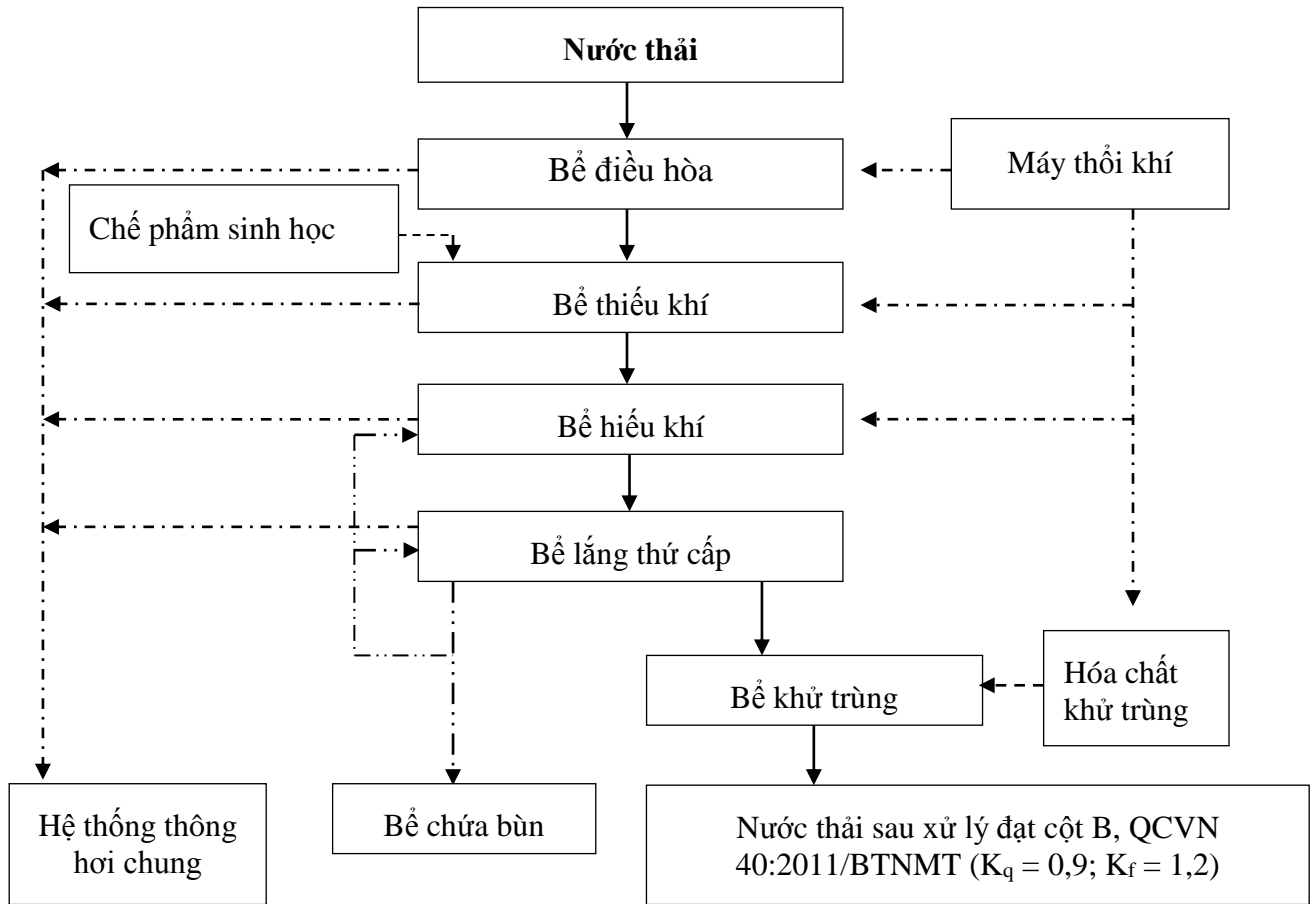 Nước thải
Bể điều hòa
Máy thổi khí
Chế phẩm sinh học
Bể thiếu khí
Bể hiếu khí
Bể lắng thứ cấp
Bể khử trùng
Hóa chất
khử trùng
Hệ thống thông
hơi chung
Bể chứa bùn
Nước thải sau xử lý đạt cột B, QCVN
40:2011/BTNMT (Kq = 0,9; Kf = 1,2)